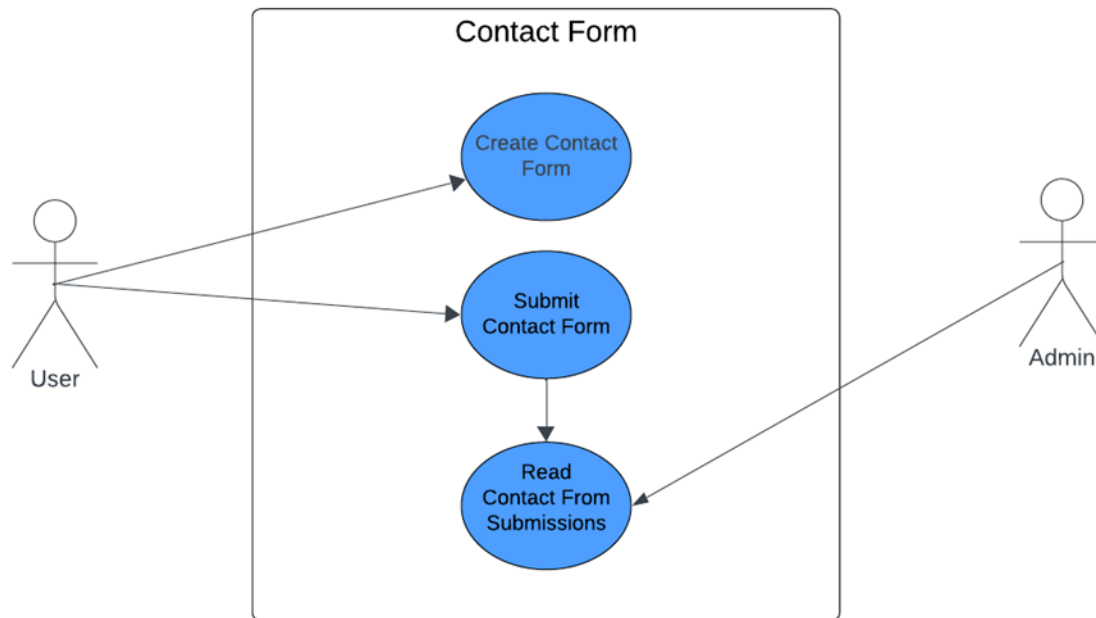 Contact Form
Create Contact
Form
Submit
Contact Form
User
Admin
Read
Contact From
Submissions